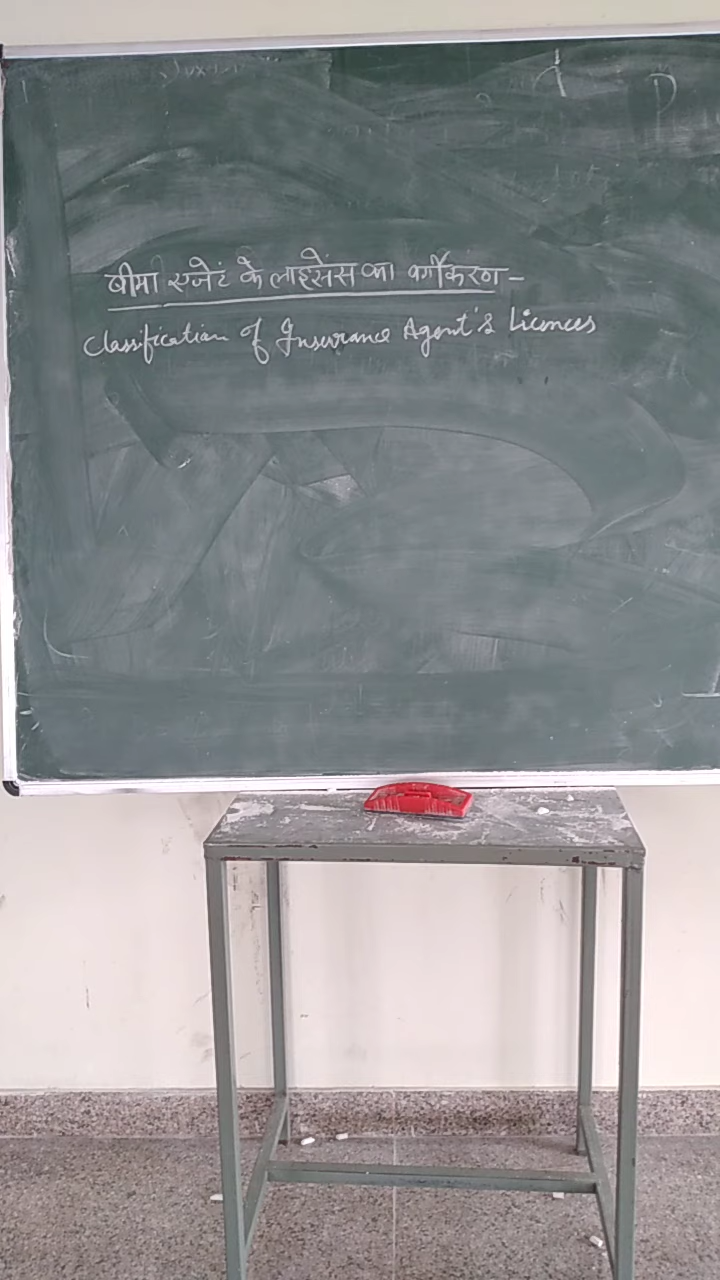 बीमा एजेंट के लाइसेंस का वर्गीकरण -
Classification of Insurance Agent's Licences